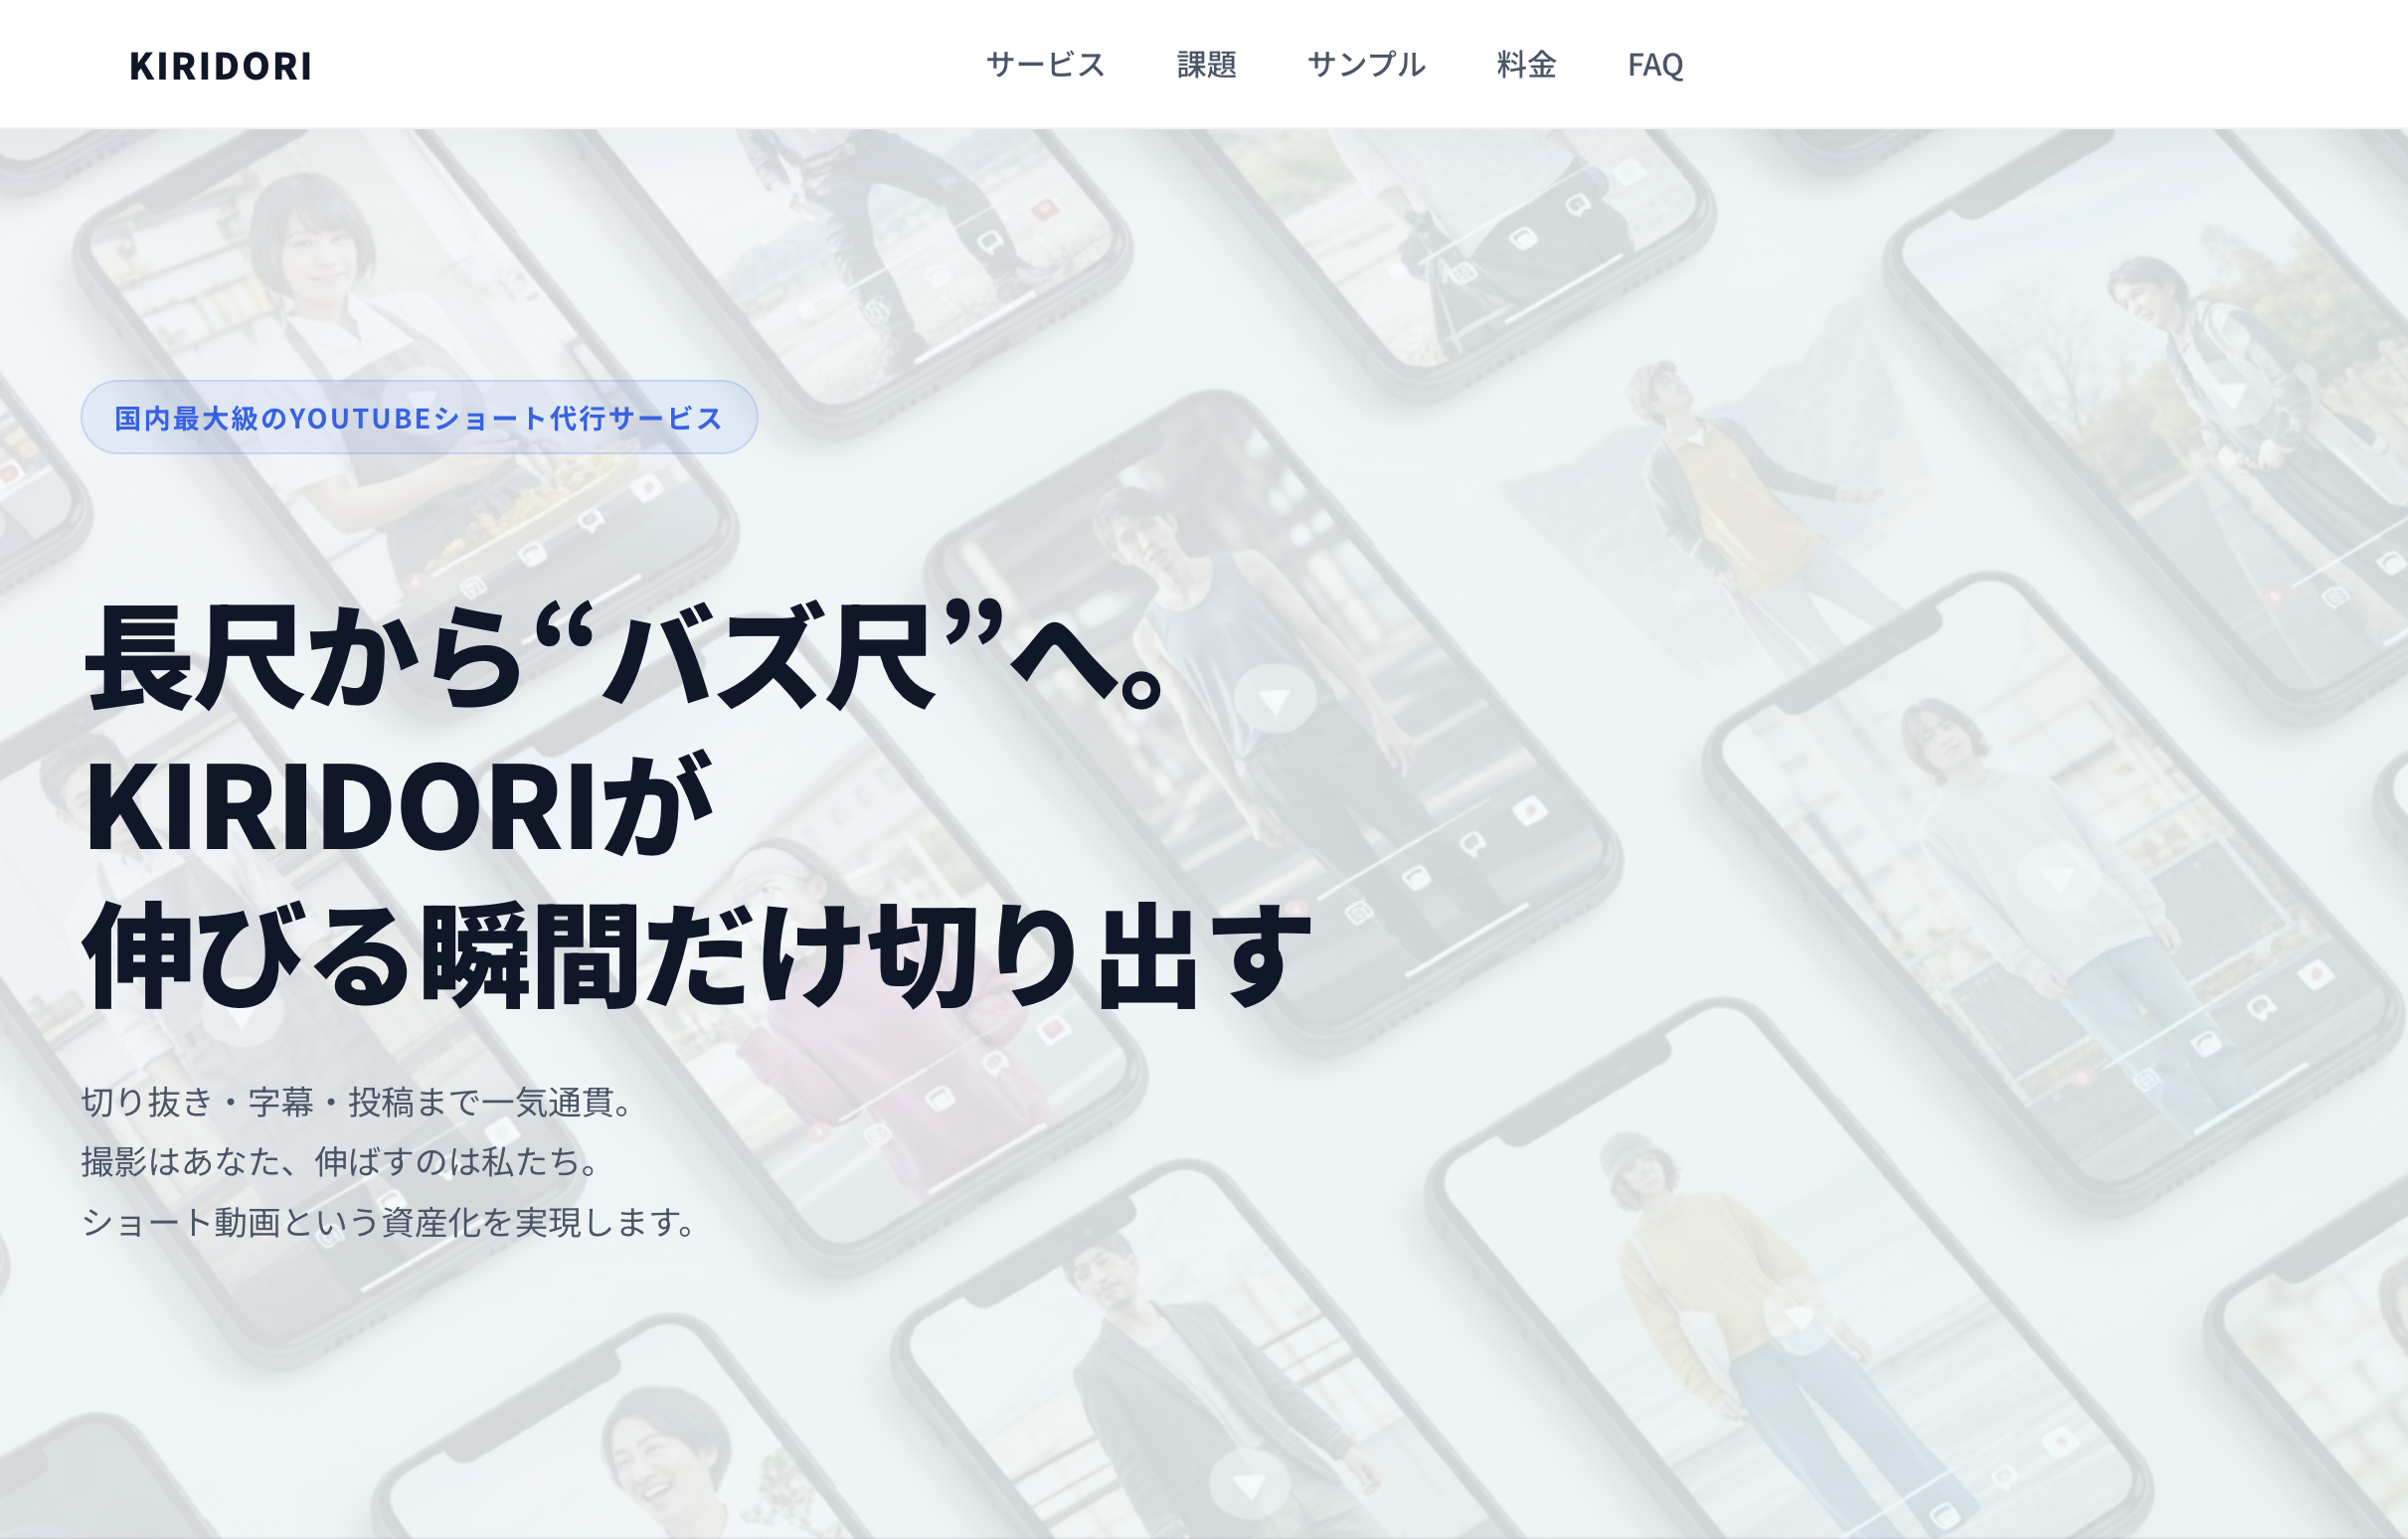 KIRIDORI
サービス 課題 サンプル 料金 FAQ
国内最大級のYOUTUBEショート代行サービス
長尺から“バズ尺”へ。
KIRIDORIが
伸びる瞬間だけ切り出す
切り抜き・字幕・投稿まで一気通貫。
撮影はあなた、伸ばすのは私たち。
ショート動画という資産化を実現します。